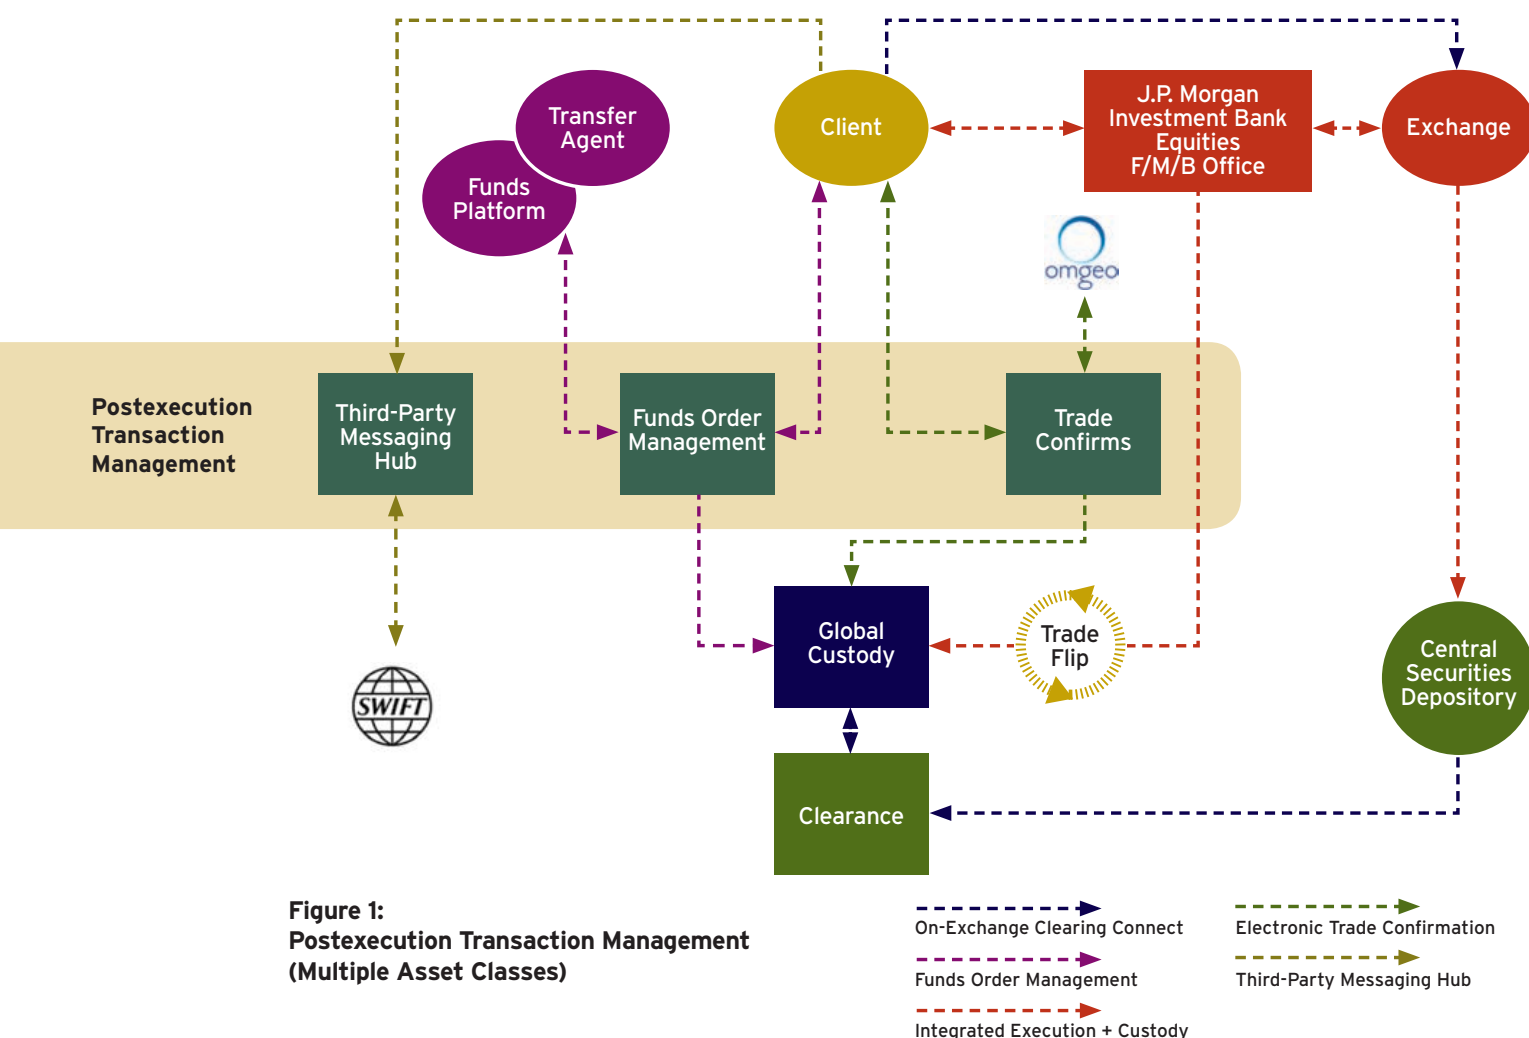 Transfer
Agent
Funds
Platform
Client
J.P. Morgan
Investment Bank
Equities
F/M/B Office
Exchange
omgeo
Postexecution
Transaction
Management
Third-Party
Messaging
Hub
Funds Order
Management
Trade
Confirms
Global
Custody
Trade
Flip
Central
Securities
Depository
SWIFT
Clearance
Figure 1:
Postexecution Transaction Management
(Multiple Asset Classes)
On-Exchange Clearing Connect
Electronic Trade Confirmation
Funds Order Management
Third-Party Messaging Hub
Integrated Execution + Custody